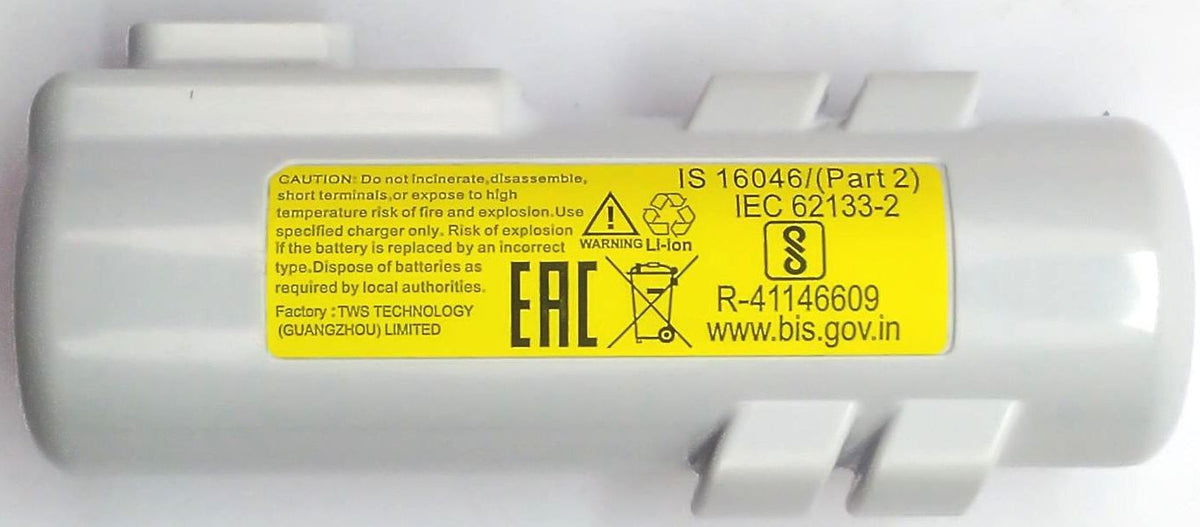 CAUTION: Do not incinerate,disassemble,
short terminals,or expose to high
temperature risk of fire and explosion.Use
specified charger only. Risk of explosion
if the battery is replaced by an incorrect
type.Dispose of batteries as
required by local authorities.
Factory :TWS TECHNOLOGY
(GUANGZHOU) LIMITED
WARNING
Li-ion
EAC
IS 16046/(Part 2)
IEC 62133-2
R-41146609
www.bis.gov.in